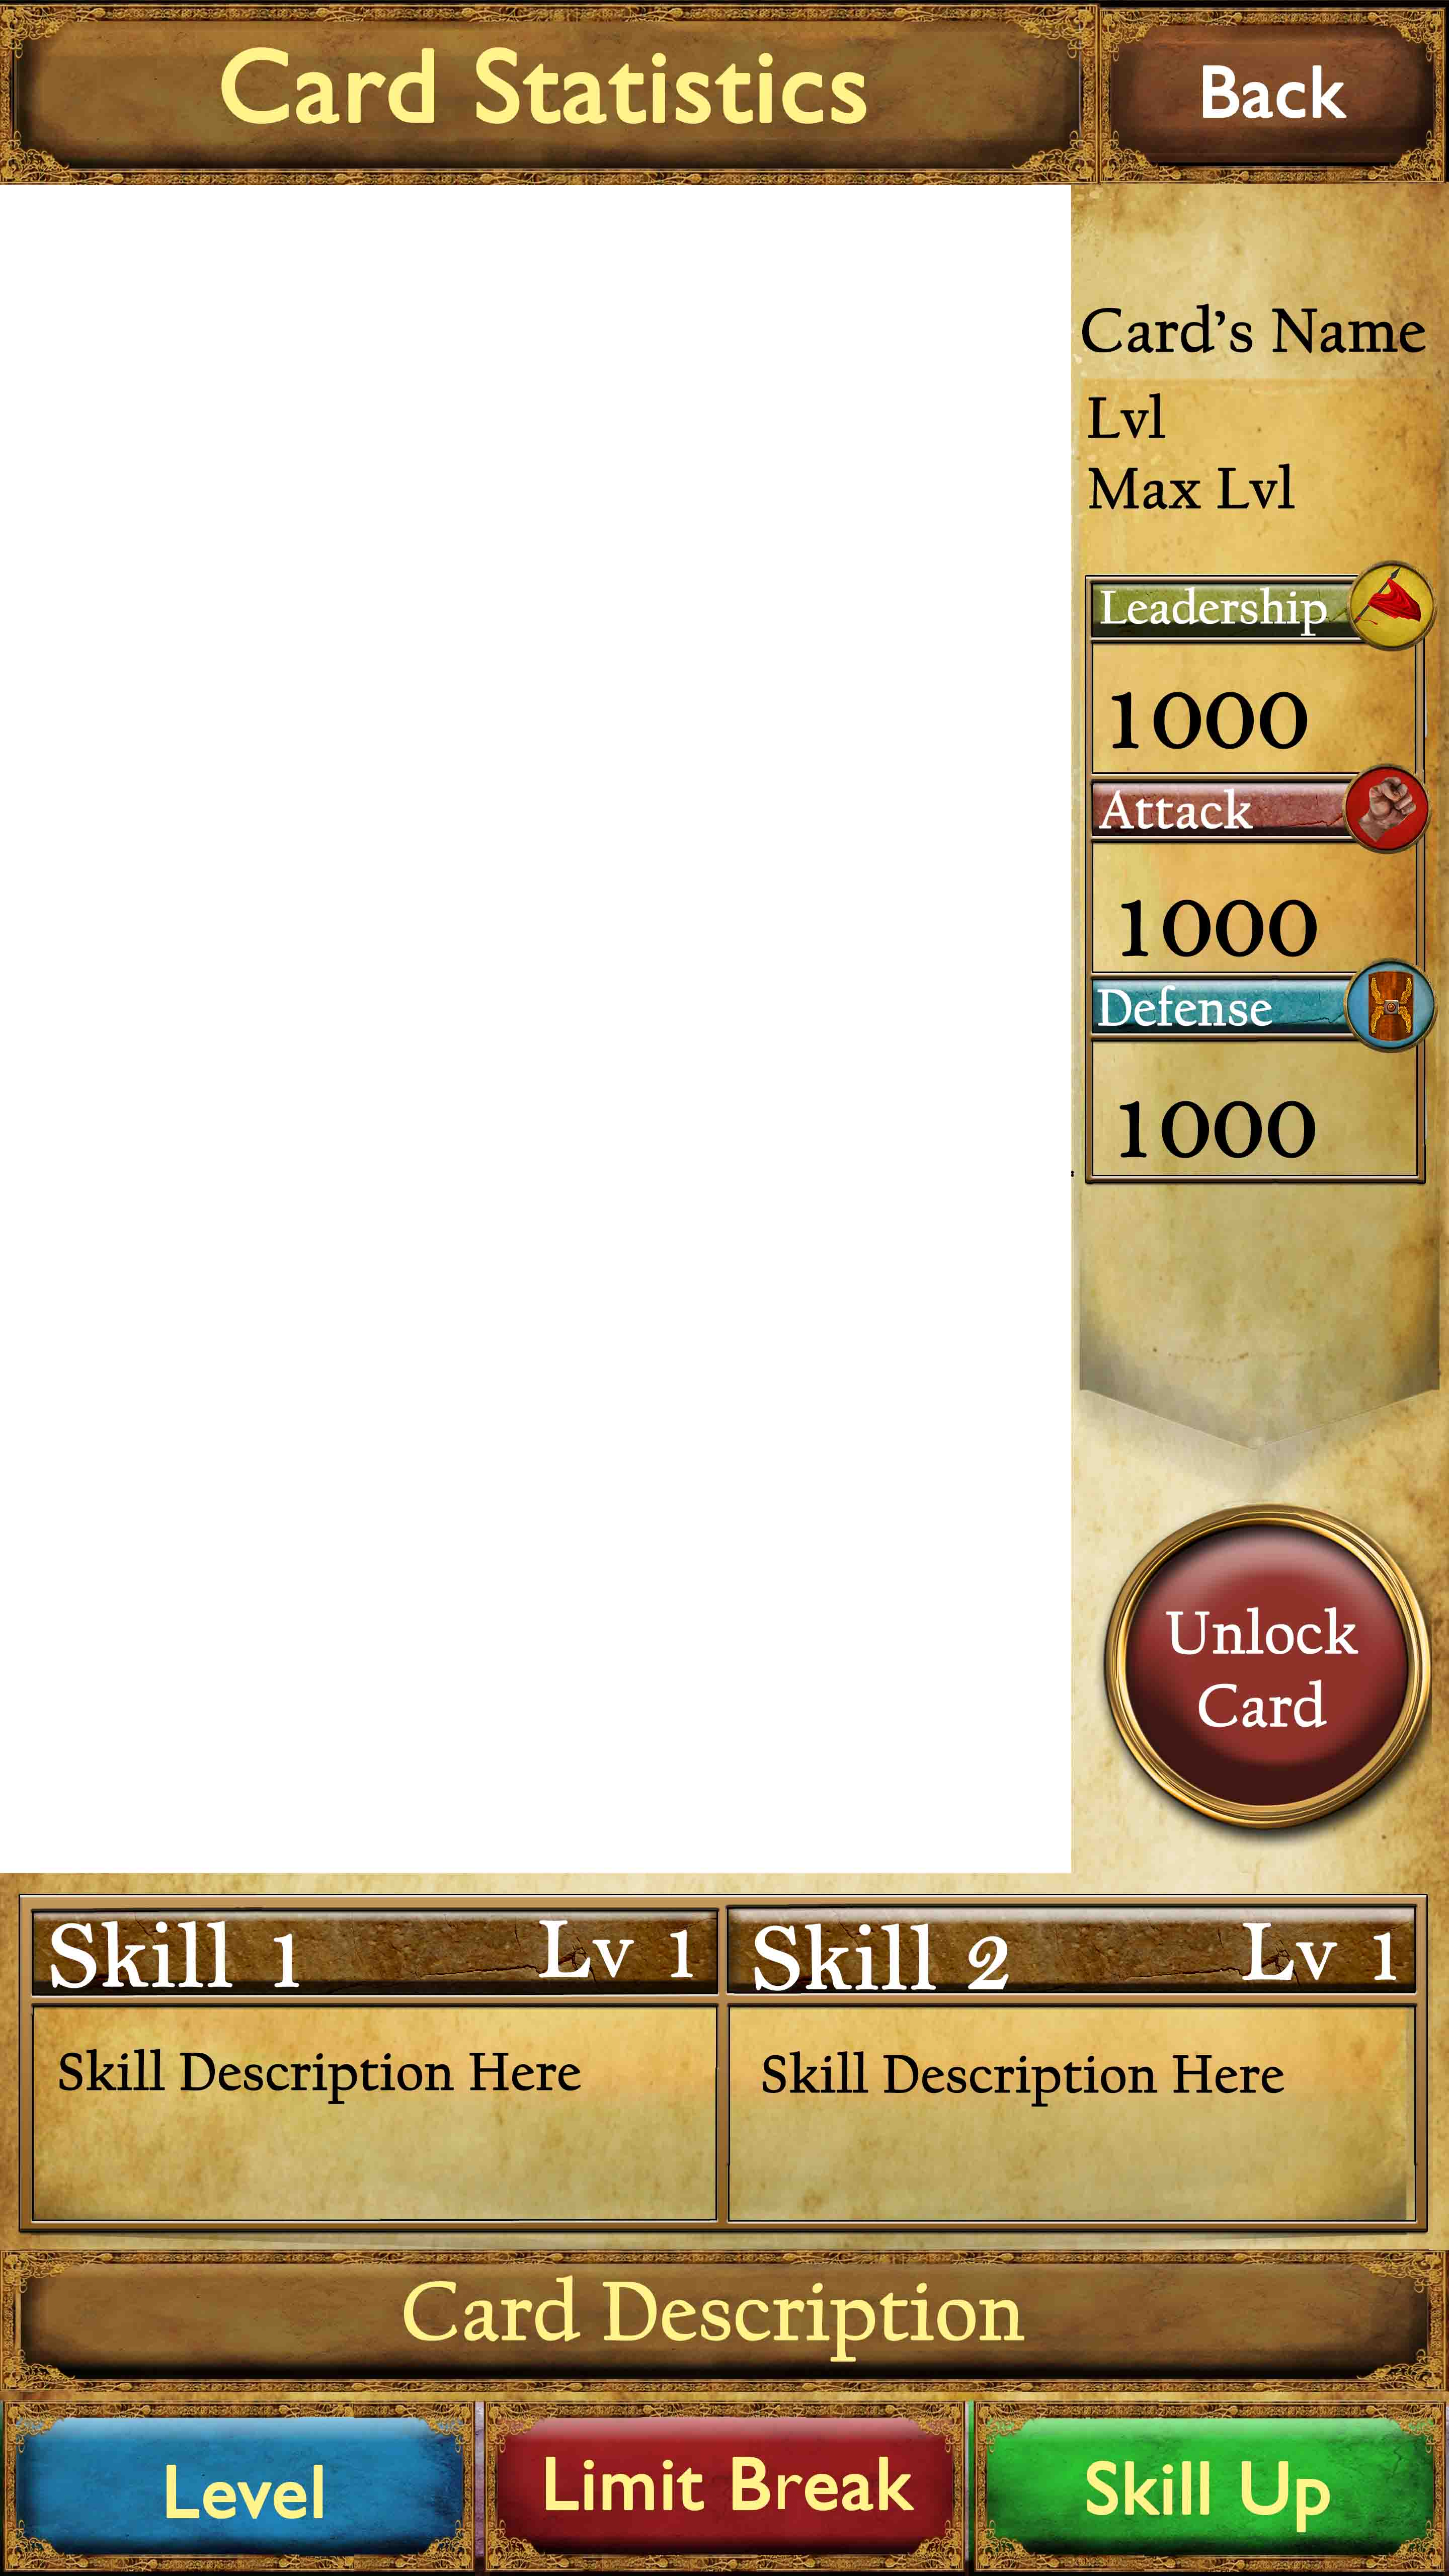 Card Statistics
Back
Card's Name
Lvl
Max Lvl
Leadership
1000
Attack
1000
Defense
1000
Unlock
Card
Skill 1 Lv 1
Skill Description Here
Skill 2 Lv 1
Skill Description Here
Card Description
Level
Limit Break
Skill Up